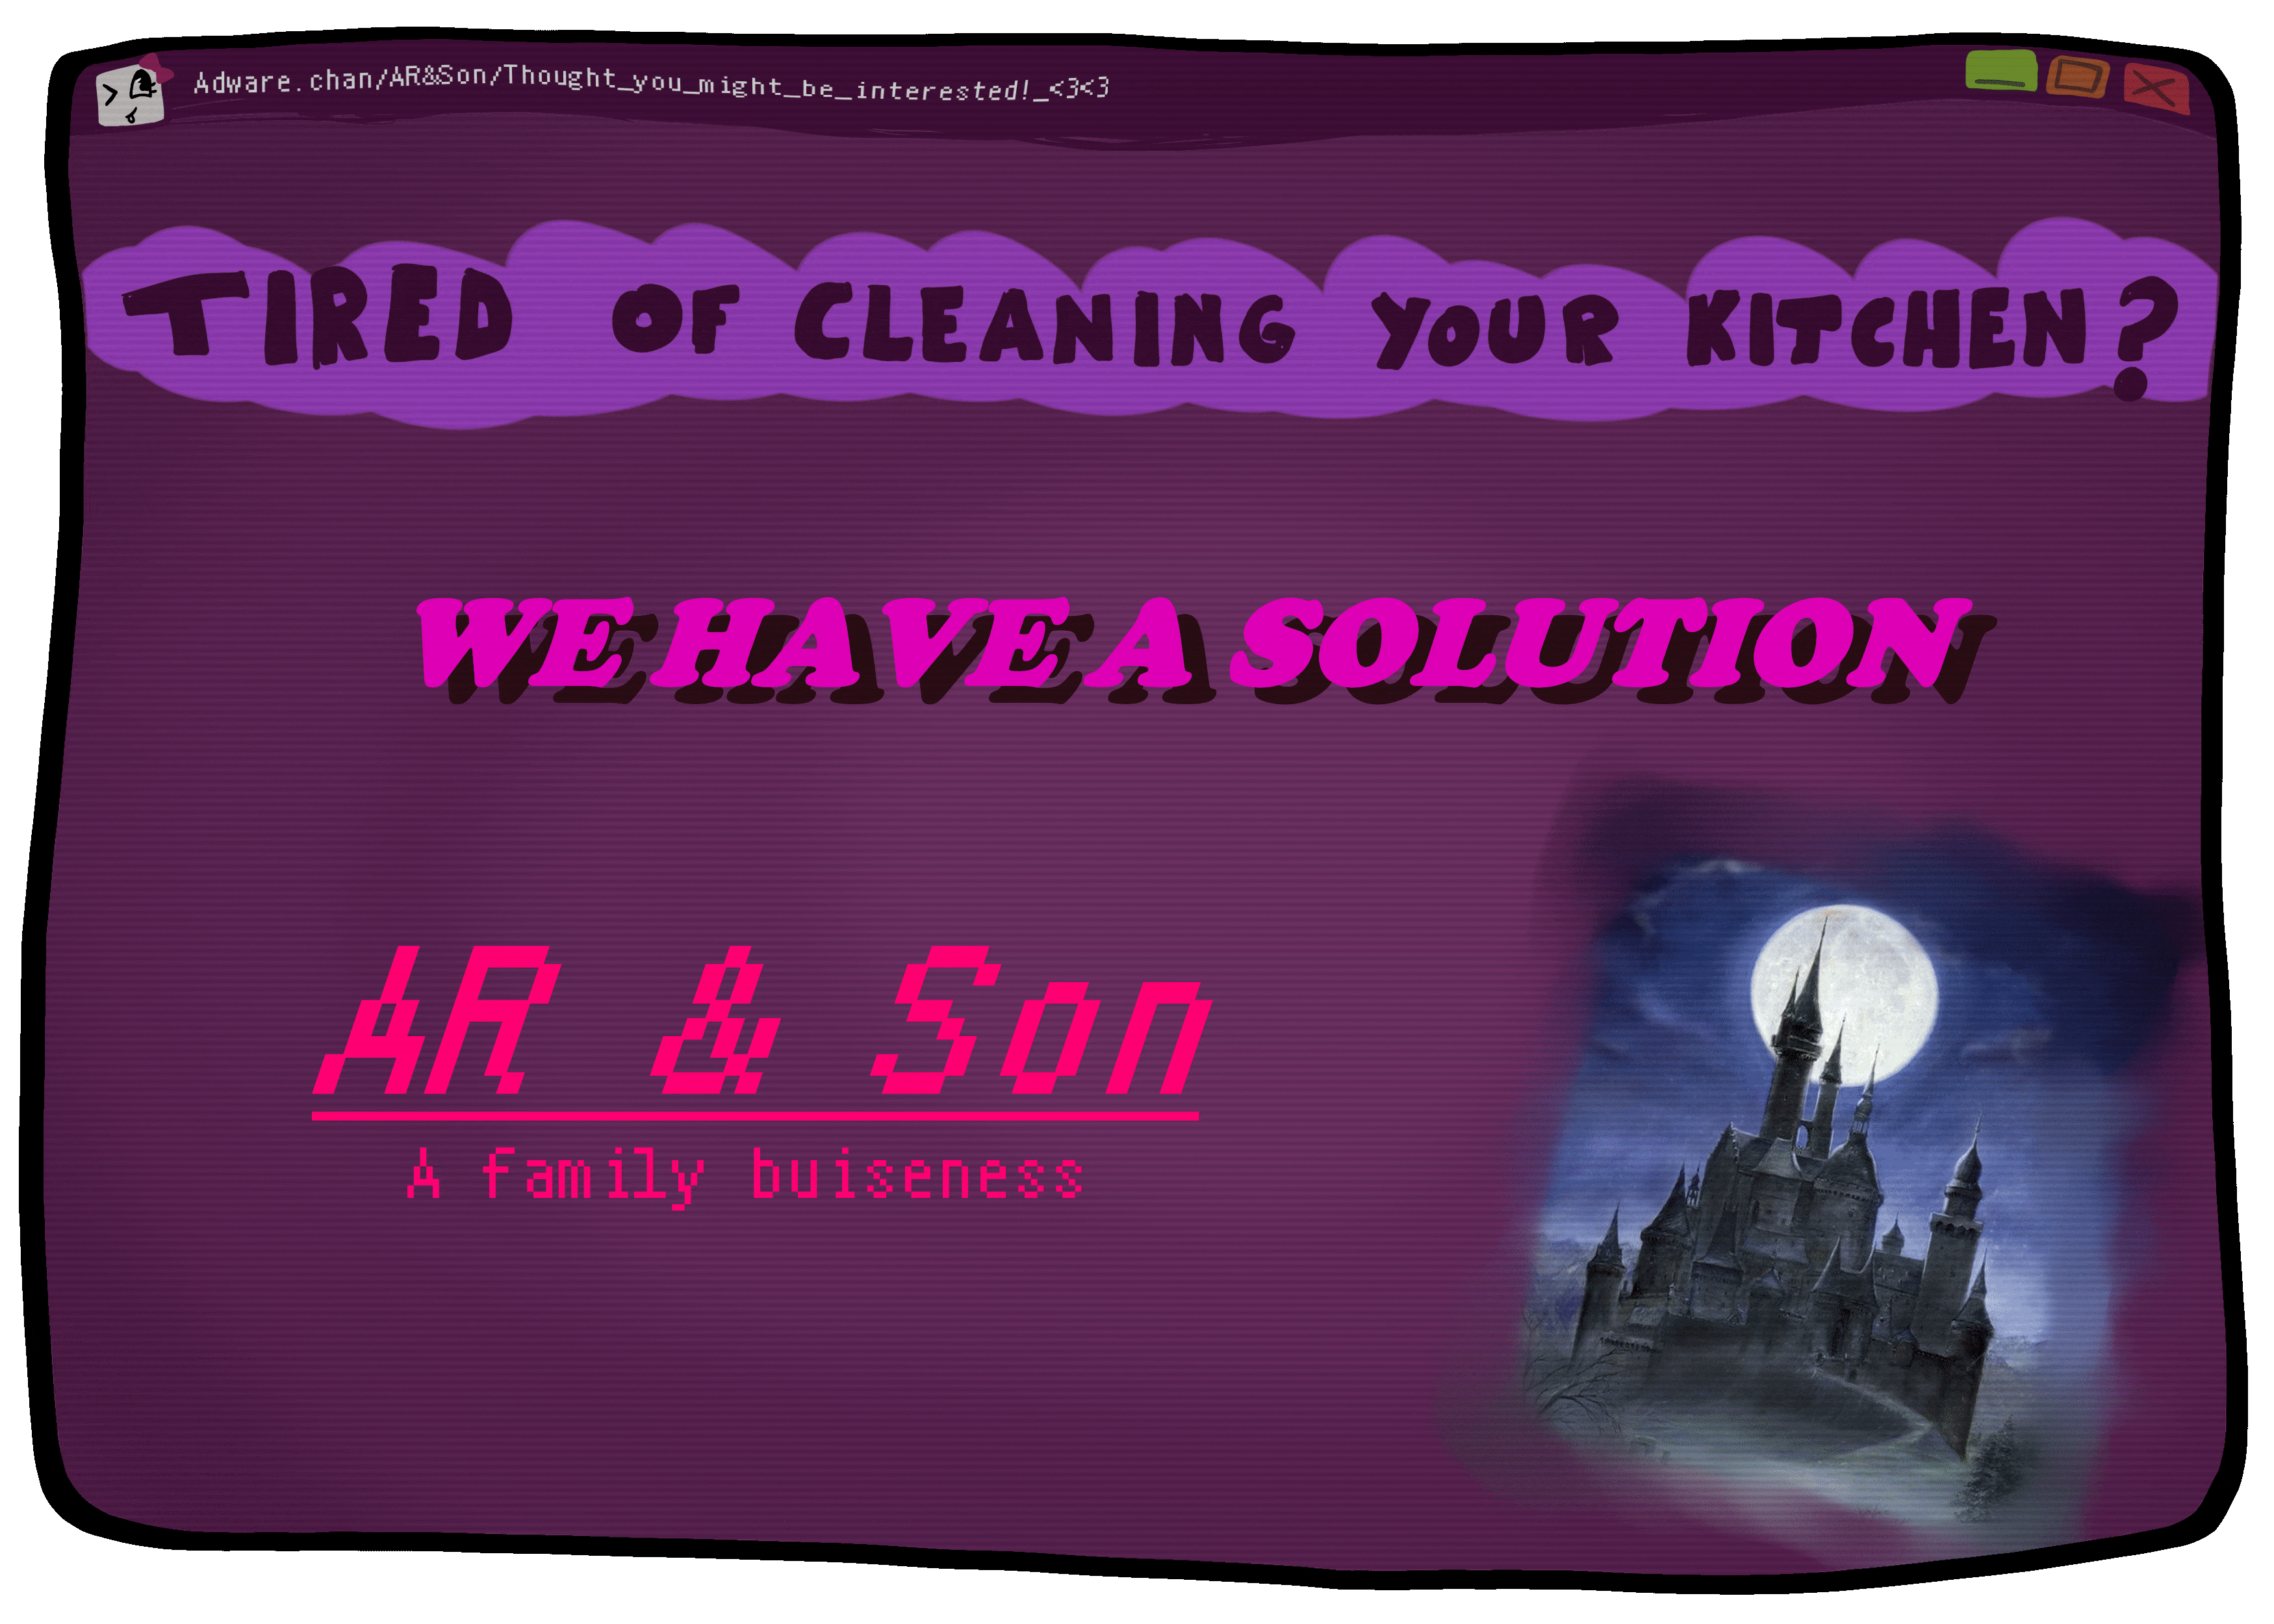 Adware.chan/AR&Son/Thought_you_might_be_interested!_<3<3
TIRED OF CLEANING YOUR KITCHEN?
WE HAVE A SOLUTION
AR & Son
A family buiseness